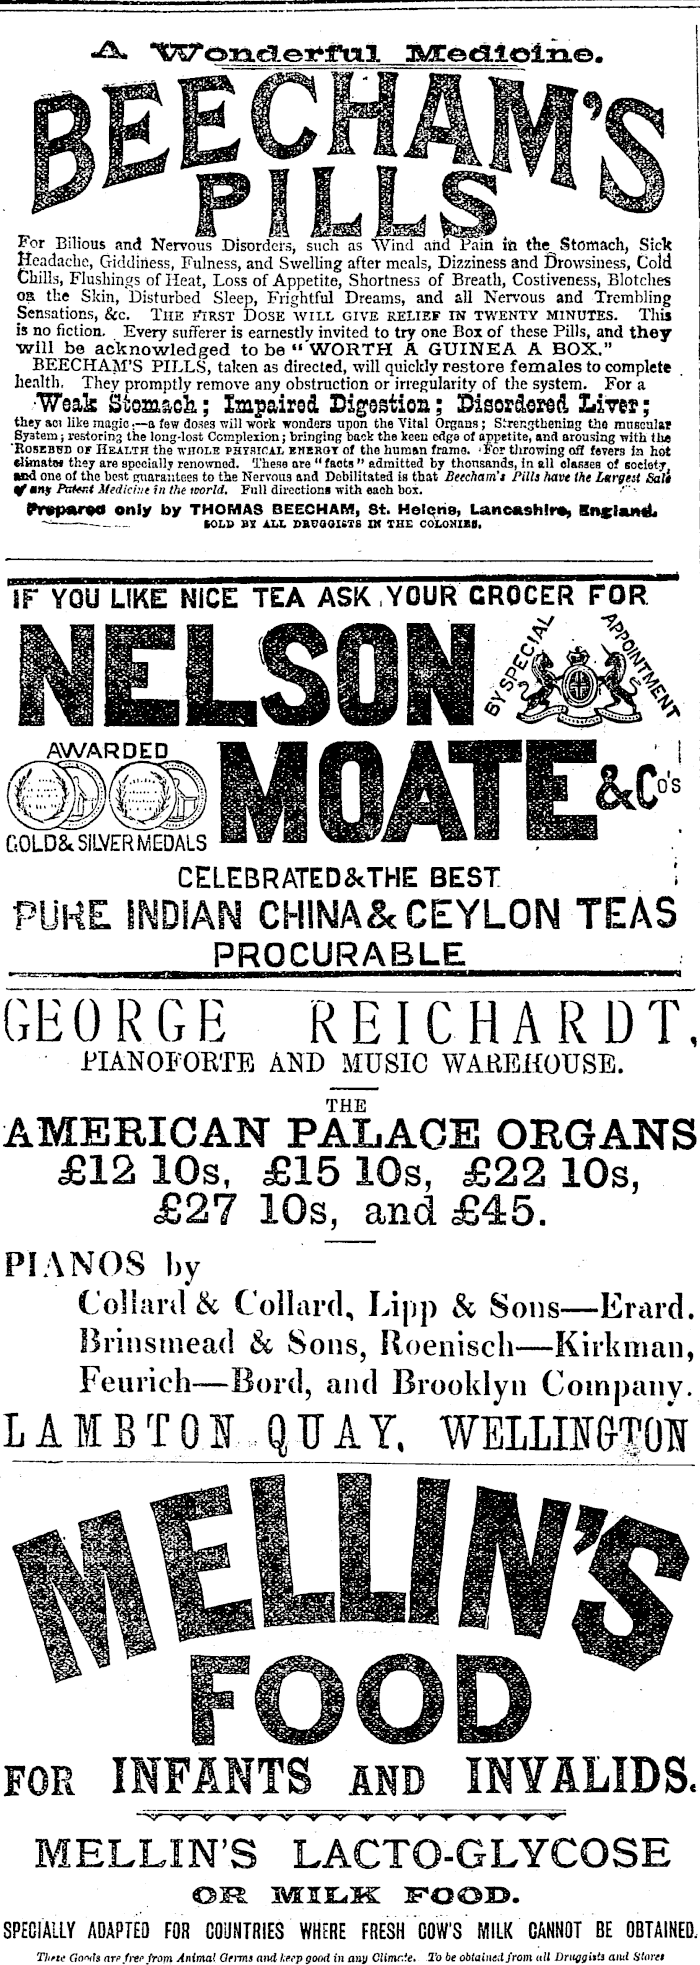 A Wonderful Medicine.
BEECHAM'S
PILLS
For Bilious and Nervous Disorders, such as Wind and Pain in the Stomach, Sick
Headache, Giddiness, Fulness, and Swelling after meals, Dizziness and Drowsiness, Cold
Chills, Flushings of Heat, Loss of Appetite, Shortness of Breath, Costiveness, Blotches
on the Skin, Disturbed Sleep, Frightful Dreams, and all Nervous and Trembling
Sensations, &c. THE FIRST DOSE WILL GIVE RELIEF IN TWENTY MINUTES. This
is no fiction. Every sufferer is earnestly invited to try one Box of these Pills, and they
will be acknowledged to be "WORTH A GUINEA A BOX."
BEECHAM'S PILLS, taken as directed, will quickly restore females to complete
health. They promptly remove any obstruction or irregularity of the system. For a
Weak Stomach; Impaired Digestion; Disordered Liver;
they act like magic:—a few doses will work wonders upon the Vital Organs; Strengthening the muscular
System; restoring the long-lost Complexion; bringing back the keen edge of appetite, and arousing with the
ROSEBUD OF HEALTH the WHOLE PHYSICAL ENERGY of the human frame. For throwing off fevers in hot
climates they are specially renowned. These are "facts" admitted by thousands, in all classes of society,
and one of the best guarantees to the Nervous and Debilitated is that Beecham's Pills have the Largest Sale
of any Patent Medicine in the world. Full directions with each box.
Prepared only by THOMAS BEECHAM, St. Helens, Lancashire, England.
SOLD BY ALL DRUGGISTS IN THE COLONIES.
IF YOU LIKE NICE TEA ASK YOUR GROCER FOR
NELSON
BY SPECIAL APPOINTMENT
AWARDED
GOLD & SILVER MEDALS
MOATE & Co's
CELEBRATED & THE BEST
PURE INDIAN CHINA & CEYLON TEAS
PROCURABLE
GEORGE REICHARDT,
PIANOFORTE AND MUSIC WAREHOUSE.
THE
AMERICAN PALACE ORGANS
£12 10s, £15 10s, £22 10s,
£27 10s, and £45.
PIANOS by
Collard & Collard, Lipp & Sons—Erard.
Brinsmead & Sons, Roenisch—Kirkman,
Feurich—Bord, and Brooklyn Company.
LAMBTON QUAY, WELLINGTON
MELLIN'S
FOOD
FOR INFANTS AND INVALIDS.
MELLIN'S LACTO-GLYCOSE
OR MILK FOOD.
SPECIALLY ADAPTED FOR COUNTRIES WHERE FRESH COW'S MILK CANNOT BE OBTAINED.
These Goods are free from Animal Germs and keep good in any Climate. To be obtained from all Druggists and Stores